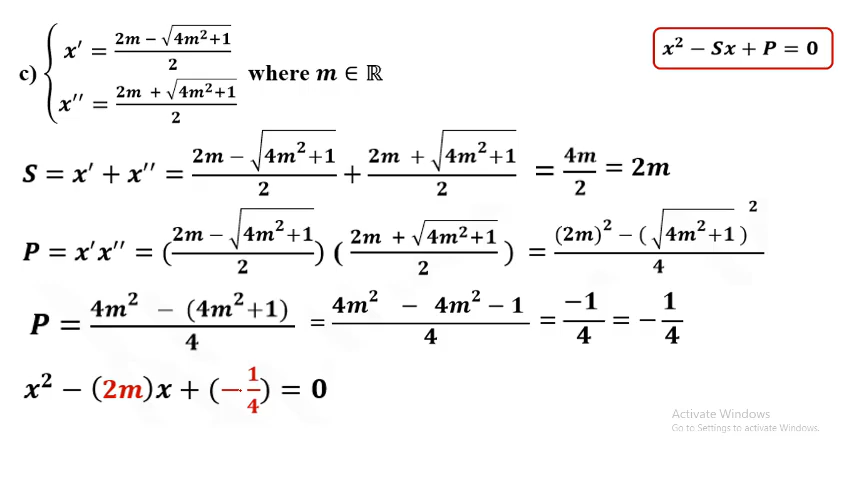 c) { x′ = (2m − √(4m²+1))/2
x² − Sx + P = 0
x″ = (2m + √(4m²+1))/2 where m ∈ ℝ
S = x′ + x″ = (2m − √(4m²+1))/2 + (2m + √(4m²+1))/2 = 4m/2 = 2m
P = x′x″ = ((2m − √(4m²+1))/2) ((2m + √(4m²+1))/2) = ((2m)² − (√(4m²+1))²)/4
P = (4m² − (4m²+1))/4 = (4m² − 4m² − 1)/4 = −1/4 = −1/4
x² − (2m)x + (−1/4) = 0
Activate Windows
Go to Settings to activate Windows.